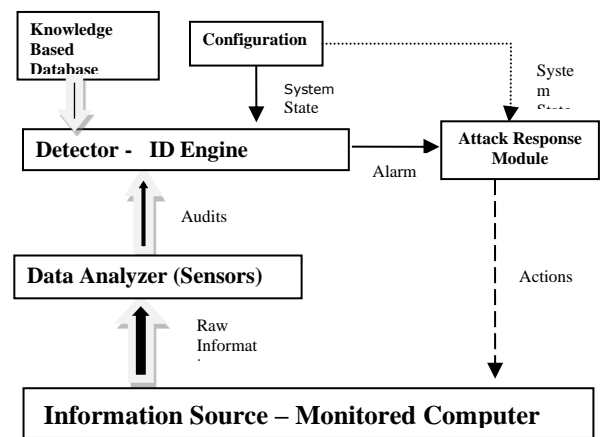 Knowledge
Based
Database
Configuration
System
State
Syste
m
Detector - ID Engine
Alarm
Attack Response
Module
Audits
Data Analyzer (Sensors)
Actions
Raw
Informat
Information Source – Monitored Computer